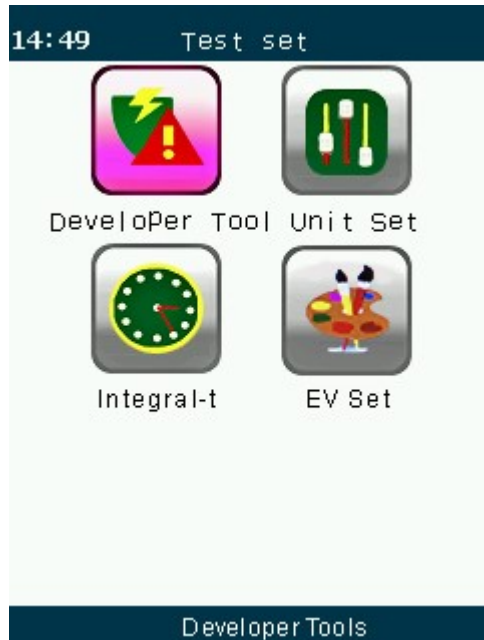 14:49 Test set
Developer Tool Unit Set
Integral-t EV Set
Developer Tools